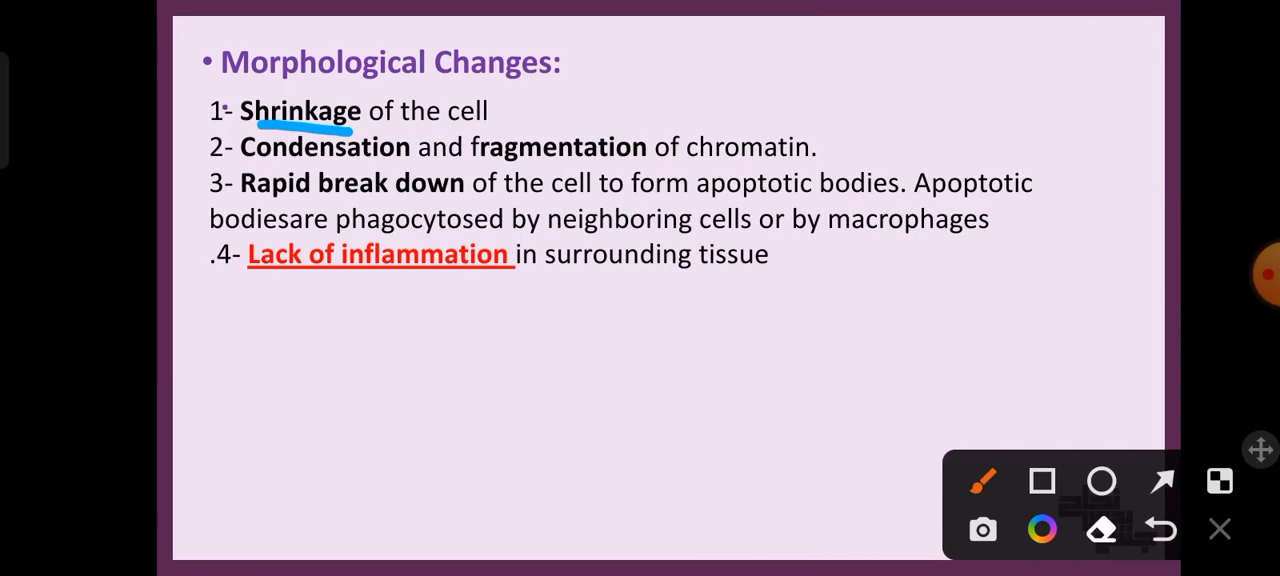 • Morphological Changes:
1- Shrinkage of the cell
2- Condensation and fragmentation of chromatin.
3- Rapid break down of the cell to form apoptotic bodies. Apoptotic
bodiesare phagocytosed by neighboring cells or by macrophages
.4- Lack of inflammation in surrounding tissue